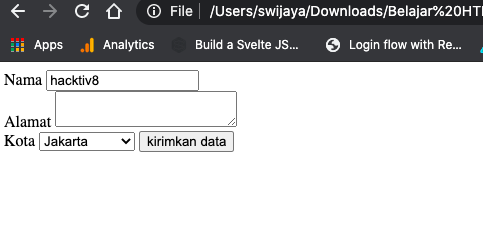 File | /Users/swijaya/Downloads/Belajar%20HT
Apps Analytics Build a Svelte JS... Login flow with Re...
Nama hacktiv8
Alamat
Kota Jakarta kirimkan data